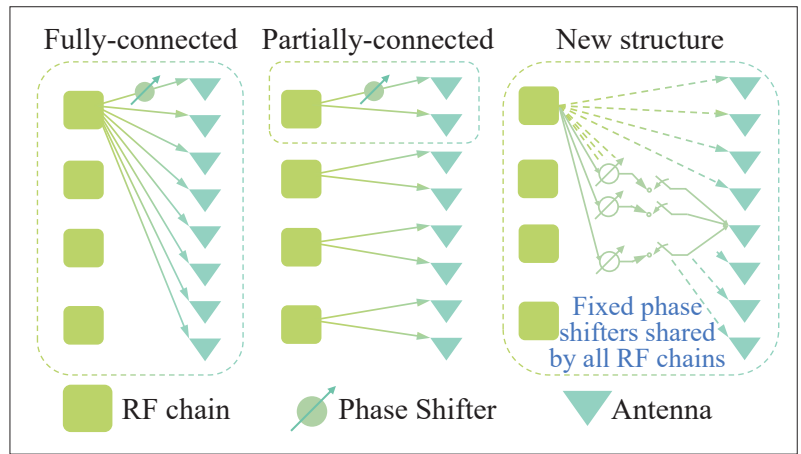 Fully-connected
Partially-connected
New structure
Fixed phase
shifters shared
by all RF chains
RF chain
Phase Shifter
Antenna